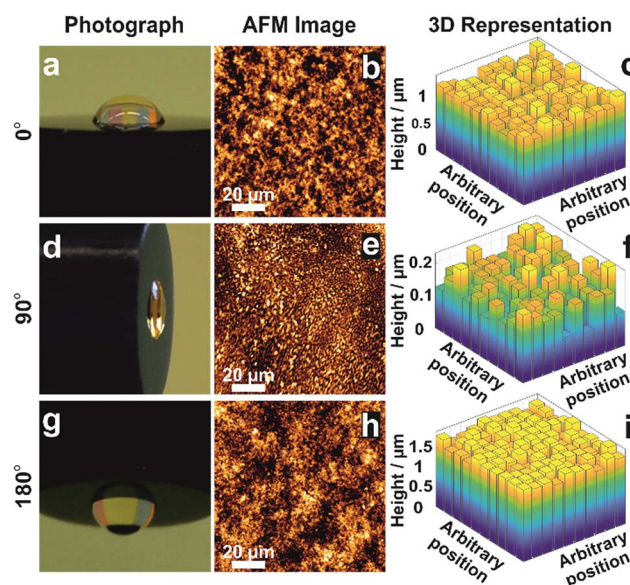 Photograph
AFM Image
3D Representation
0°
a
b
20 µm
Height / µm
1
0.5
0
Arbitrary
position
Arbitrary
position
90°
d
e
20 µm
f
Height / µm
0.2
0.1
0
Arbitrary
position
Arbitrary
position
180°
g
h
20 µm
i
Height / µm
1.5
1
0.5
0
Arbitrary
position
Arbitrary
position